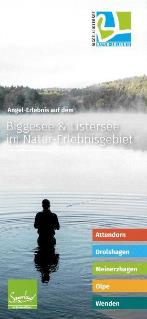 Angel-Erlebnis auf dem
Biggesee & Listersee
im Natur-Erlebnisgebiet
Attendorn
Drolshagen
Meinerzhagen
Olpe
Wenden